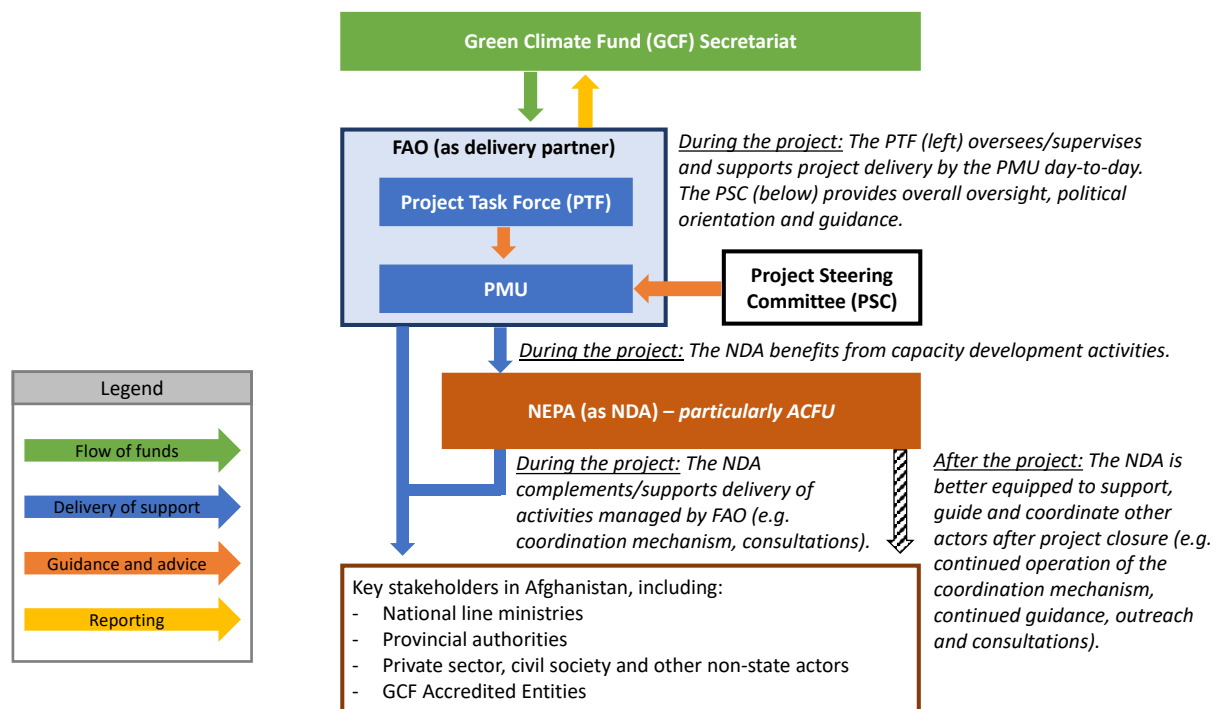 Green Climate Fund (GCF) Secretariat
FAO (as delivery partner)
Project Task Force (PTF)
PMU
During the project: The PTF (left) oversees/supervises
and supports project delivery by the PMU day-to-day.
The PSC (below) provides overall oversight, political
orientation and guidance.
Project Steering
Committee (PSC)
During the project: The NDA benefits from capacity development activities.
NEPA (as NDA) – particularly ACFU
Legend
Flow of funds
Delivery of support
Guidance and advice
Reporting
During the project: The NDA
complements/supports delivery of
activities managed by FAO (e.g.
coordination mechanism, consultations).
After the project: The NDA is
better equipped to support,
guide and coordinate other
actors after project closure (e.g.
continued operation of the
coordination mechanism,
continued guidance, outreach
and consultations).
Key stakeholders in Afghanistan, including:
- National line ministries
- Provincial authorities
- Private sector, civil society and other non-state actors
- GCF Accredited Entities